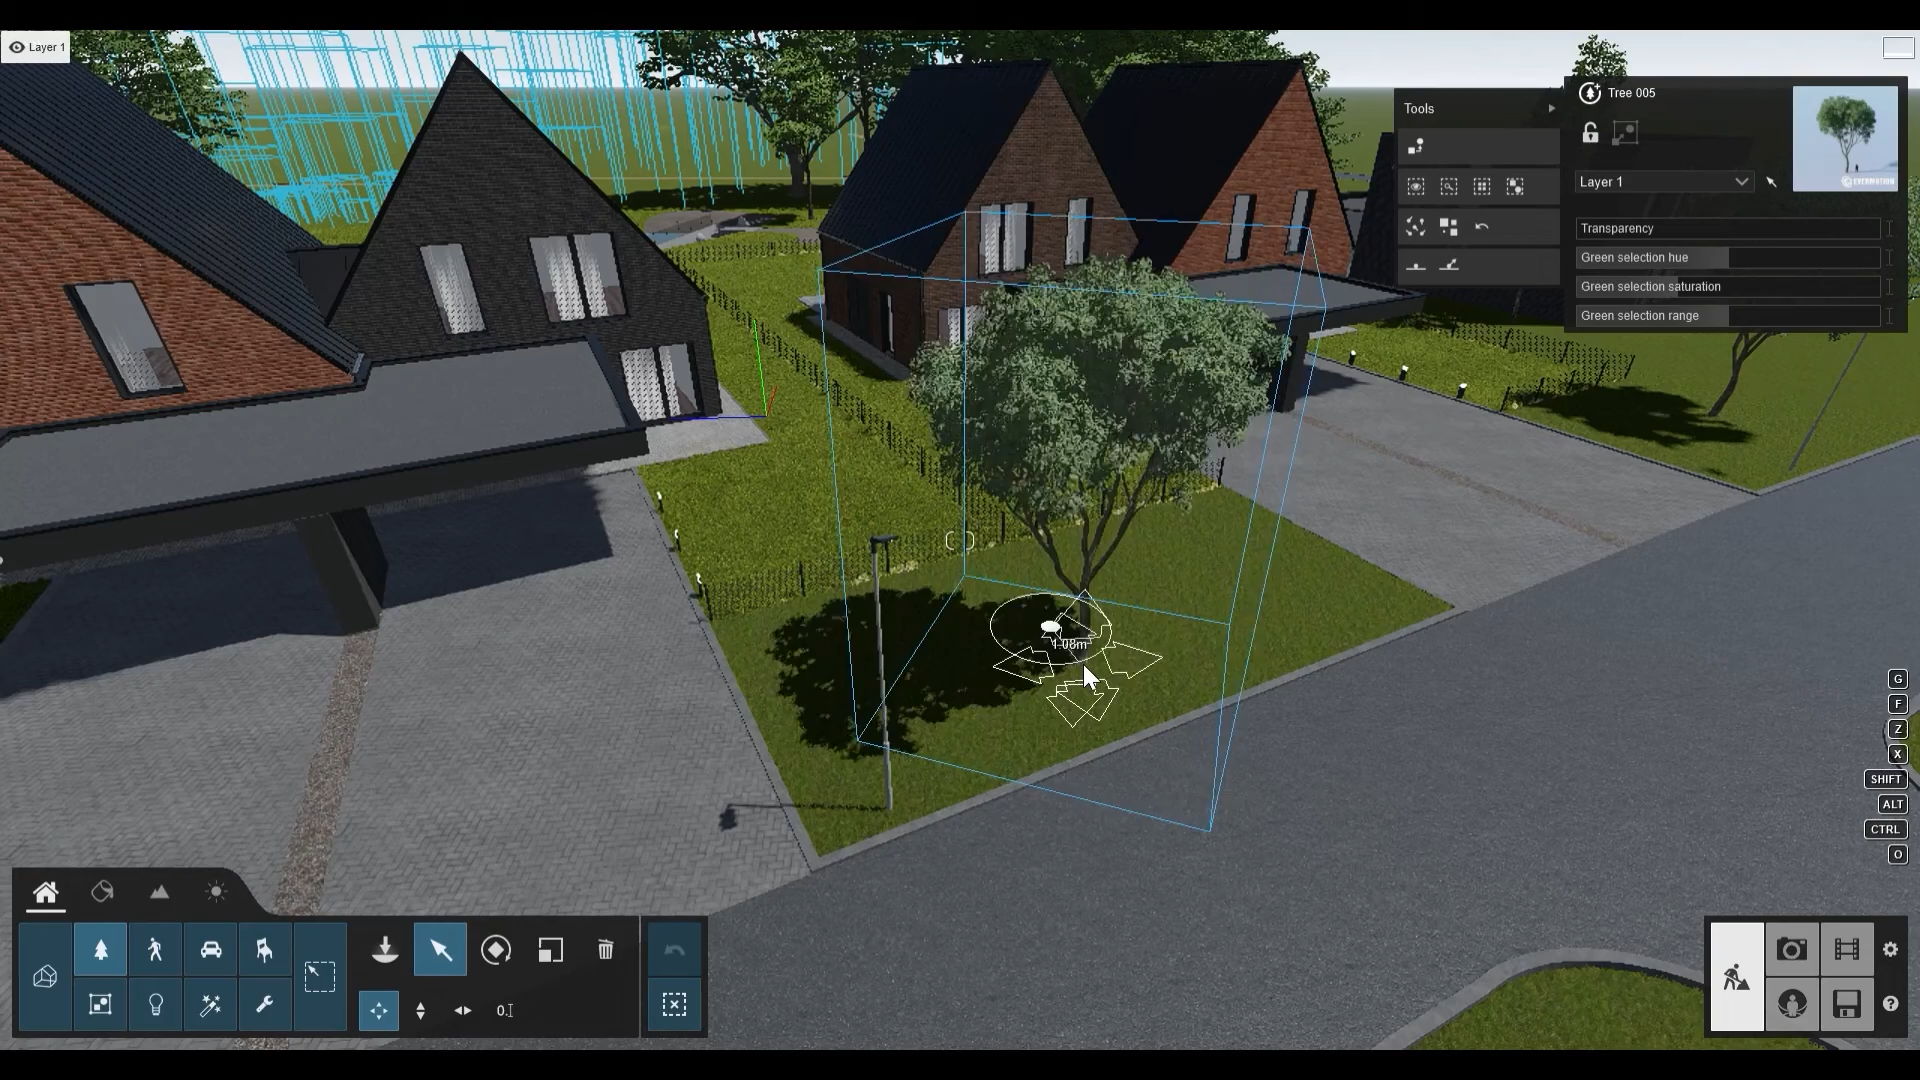 Layer 1
Tools
Tree 005
EVERMOTION
Layer 1
Transparency
Green selection hue
Green selection saturation
Green selection range
1.08m
G
F
Z
X
SHIFT
ALT
CTRL
O
0.
?